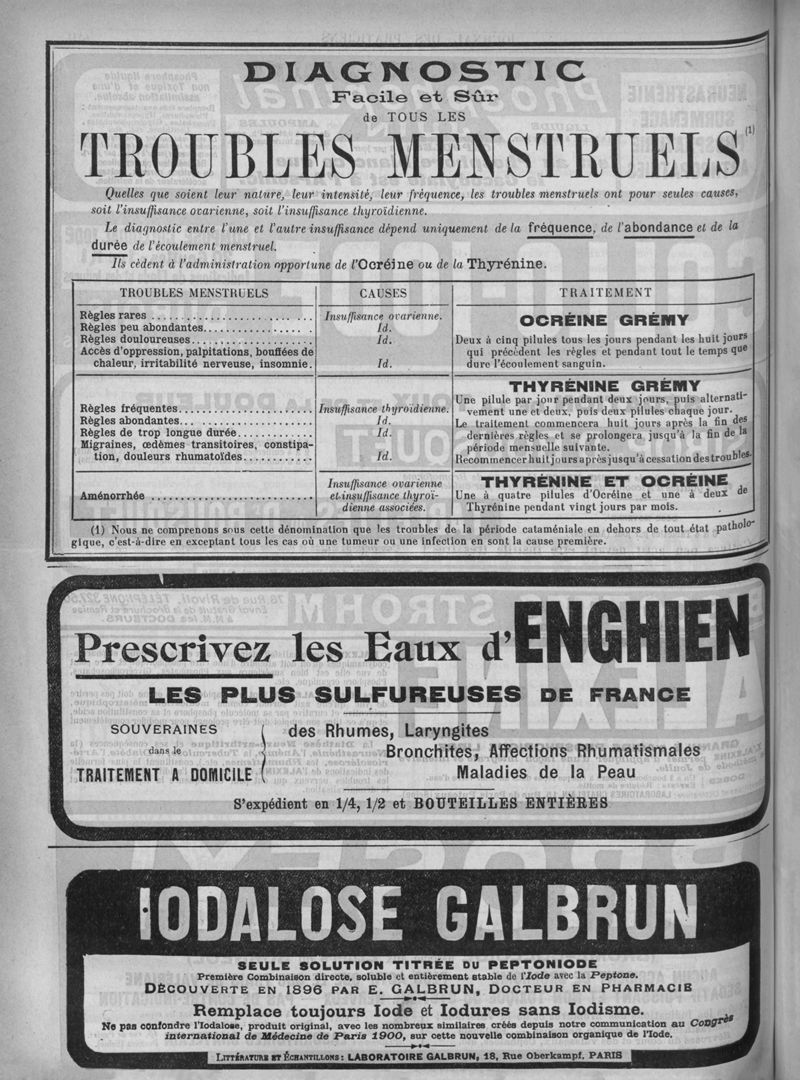 DIAGNOSTIC
Facile et Sûr
de TOUS LES
TROUBLES MENSTRUELS (1)
Quelles que soient leur nature, leur intensité, leur fréquence, les troubles menstruels ont pour seules causes,
soit l'insuffisance ovarienne, soit l'insuffisance thyroïdienne.
Le diagnostic entre l'une et l'autre insuffisance dépend uniquement de la fréquence, de l'abondance et de la
durée de l'écoulement menstruel.
Ils cèdent à l'administration opportune de l'Ocréine ou de la Thyrénine.
TROUBLES MENSTRUELS CAUSES TRAITEMENT
Règles rares ........................ Insuffisance ovarienne.
Règles peu abondantes................ Id.
Règles douloureuses.................... Id.
Accès d'oppression, palpitations, bouffées de
chaleur, irritabilité nerveuse, insomnie. Id.
OCRÉINE GRÉMY
Deux à cinq pilules tous les jours pendant les huit jours
qui précèdent les règles et pendant tout le temps que
dure l'écoulement sanguin.
Règles fréquentes...................... Insuffisance thyroïdienne.
Règles abondantes...................... Id.
Règles de trop longue durée............ Id.
Migraines, œdèmes transitoires, constipa-
tion, douleurs rhumatoïdes........... Id.
THYRÉNINE GRÉMY
Une pilule par jour pendant deux jours, puis alternati-
vement une et deux, puis deux pilules chaque jour.
Le traitement commencera huit jours après la fin des
dernières règles et se prolongera jusqu'à la fin de la
période mensuelle suivante.
Recommencer huit jours après jusqu'à cessation des troubles.
Aménorrhée .........................
Insuffisance ovarienne
et insuffisance thyroï-
dienne associées.
THYRÉNINE ET OCRÉINE
Une à quatre pilules d'Ocréine et une à deux de
Thyrénine pendant vingt jours par mois.
(1) Nous ne comprenons sous cette dénomination que les troubles de la période cataméniale en dehors de tout état patholo-
gique, c'est-à-dire en exceptant tous les cas où une tumeur ou une infection en sont la cause première.
Prescrivez les Eaux d'ENGHIEN
LES PLUS SULFUREUSES DE FRANCE
SOUVERAINES
dans le
TRAITEMENT A DOMICILE
des Rhumes, Laryngites
Bronchites, Affections Rhumatismales
Maladies de la Peau
S'expédient en 1/4, 1/2 et BOUTEILLES ENTIÈRES
IODALOSE GALBRUN
SEULE SOLUTION TITRÉE DU PEPTONIODE
Première Combinaison directe, soluble et entièrement stable de l'Iode avec la Peptone.
DÉCOUVERTE EN 1896 PAR E. GALBRUN, DOCTEUR EN PHARMACIE
Remplace toujours Iode et Iodures sans Iodisme.
Ne pas confondre l'Iodalose, produit original, avec les nombreux similaires créés depuis notre communication au Congrès
international de Médecine de Paris 1900, sur cette nouvelle combinaison organique de l'Iode.
LITTÉRATURE ET ÉCHANTILLONS : LABORATOIRE GALBRUN, 18, Rue Oberkampf, PARIS